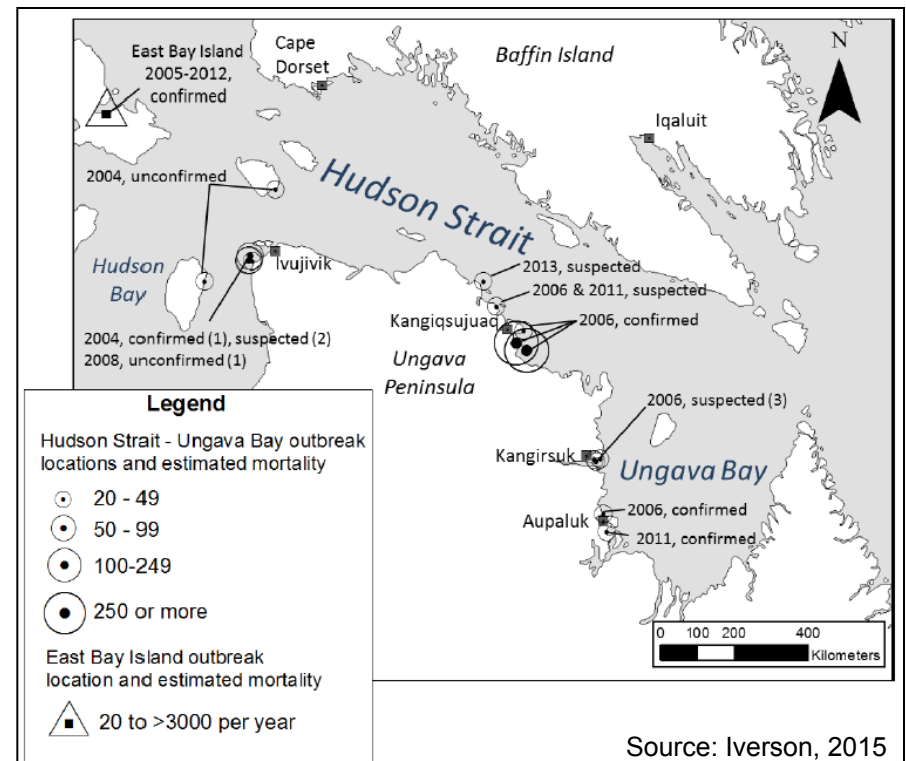 East Bay Island
2005-2012,
confirmed
Cape
Dorset
Baffin Island
N
Iqaluit
2004, unconfirmed
Hudson Strait
Hudson
Bay
Ivujivik
2013, suspected
2006 & 2011, suspected
Kangiqsujuaq
2006, confirmed
2004, confirmed (1), suspected (2)
2008, unconfirmed (1)
Ungava
Peninsula
2006, suspected (3)
Kangirsuk
Ungava Bay
2006, confirmed
Aupaluk
2011, confirmed
0 100 200 400
Kilometers
Legend
Hudson Strait - Ungava Bay outbreak
locations and estimated mortality
20 - 49
50 - 99
100-249
250 or more
East Bay Island outbreak
location and estimated mortality
20 to >3000 per year
Source: Iverson, 2015